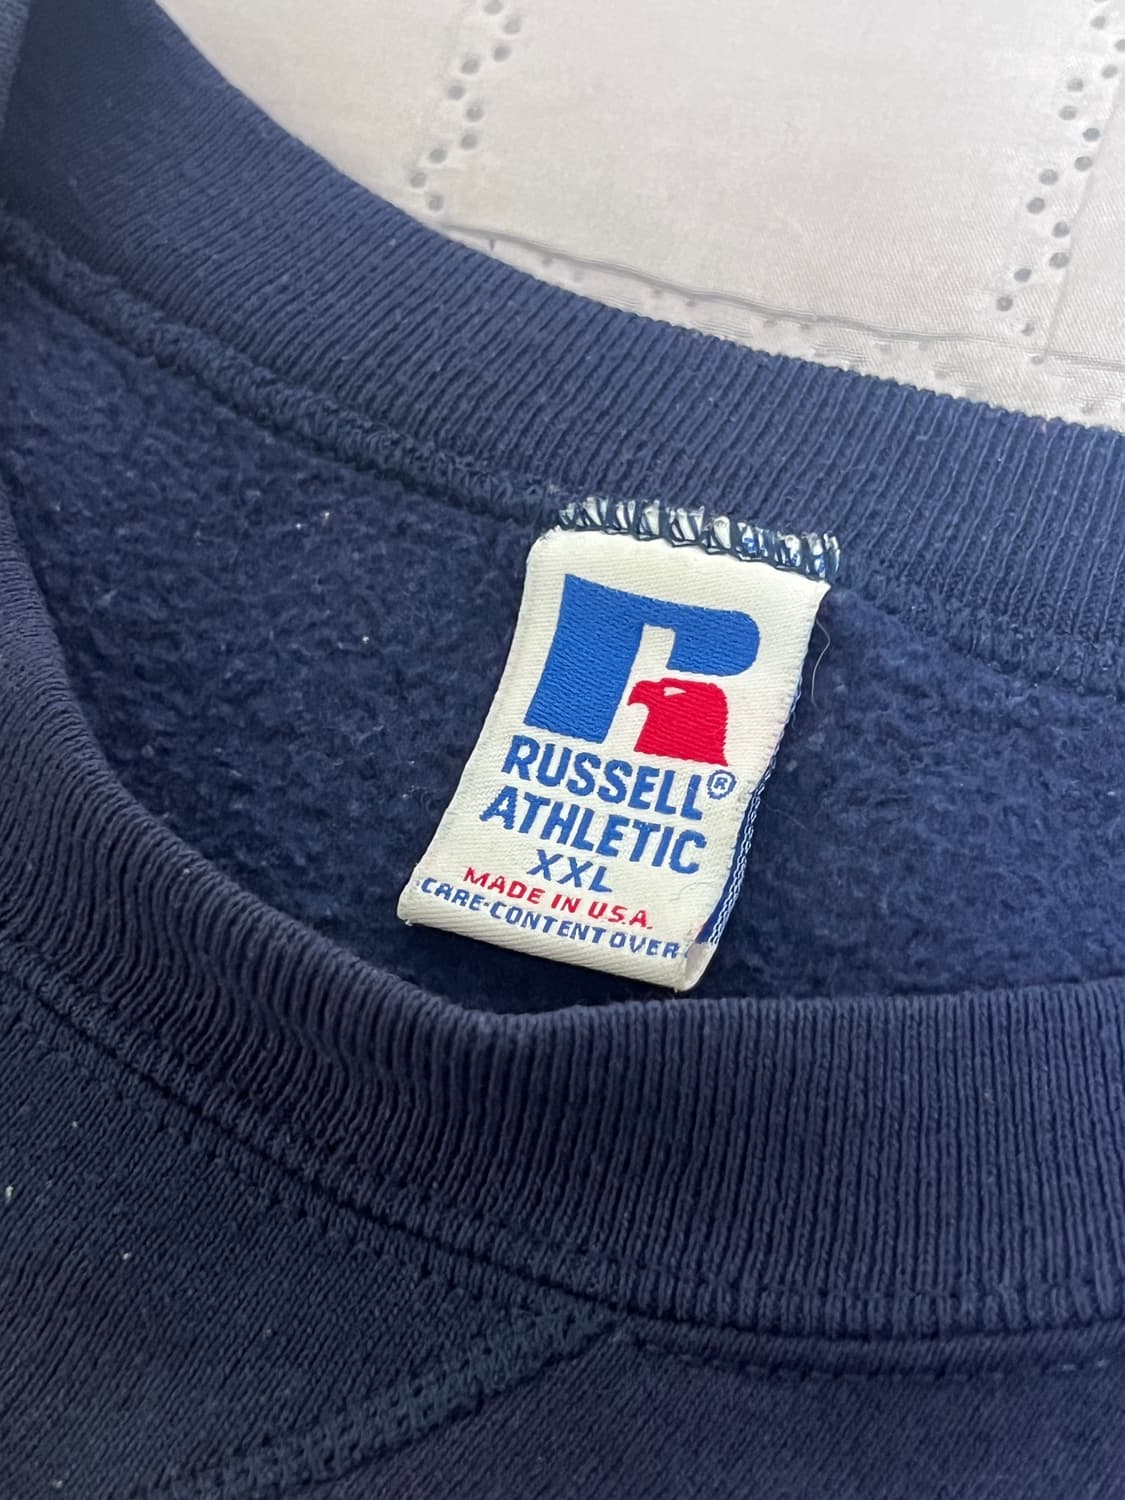 R
RUSSELL®
ATHLETIC
XXL
MADE IN U.S.A.
CARE-CONTENT OVER